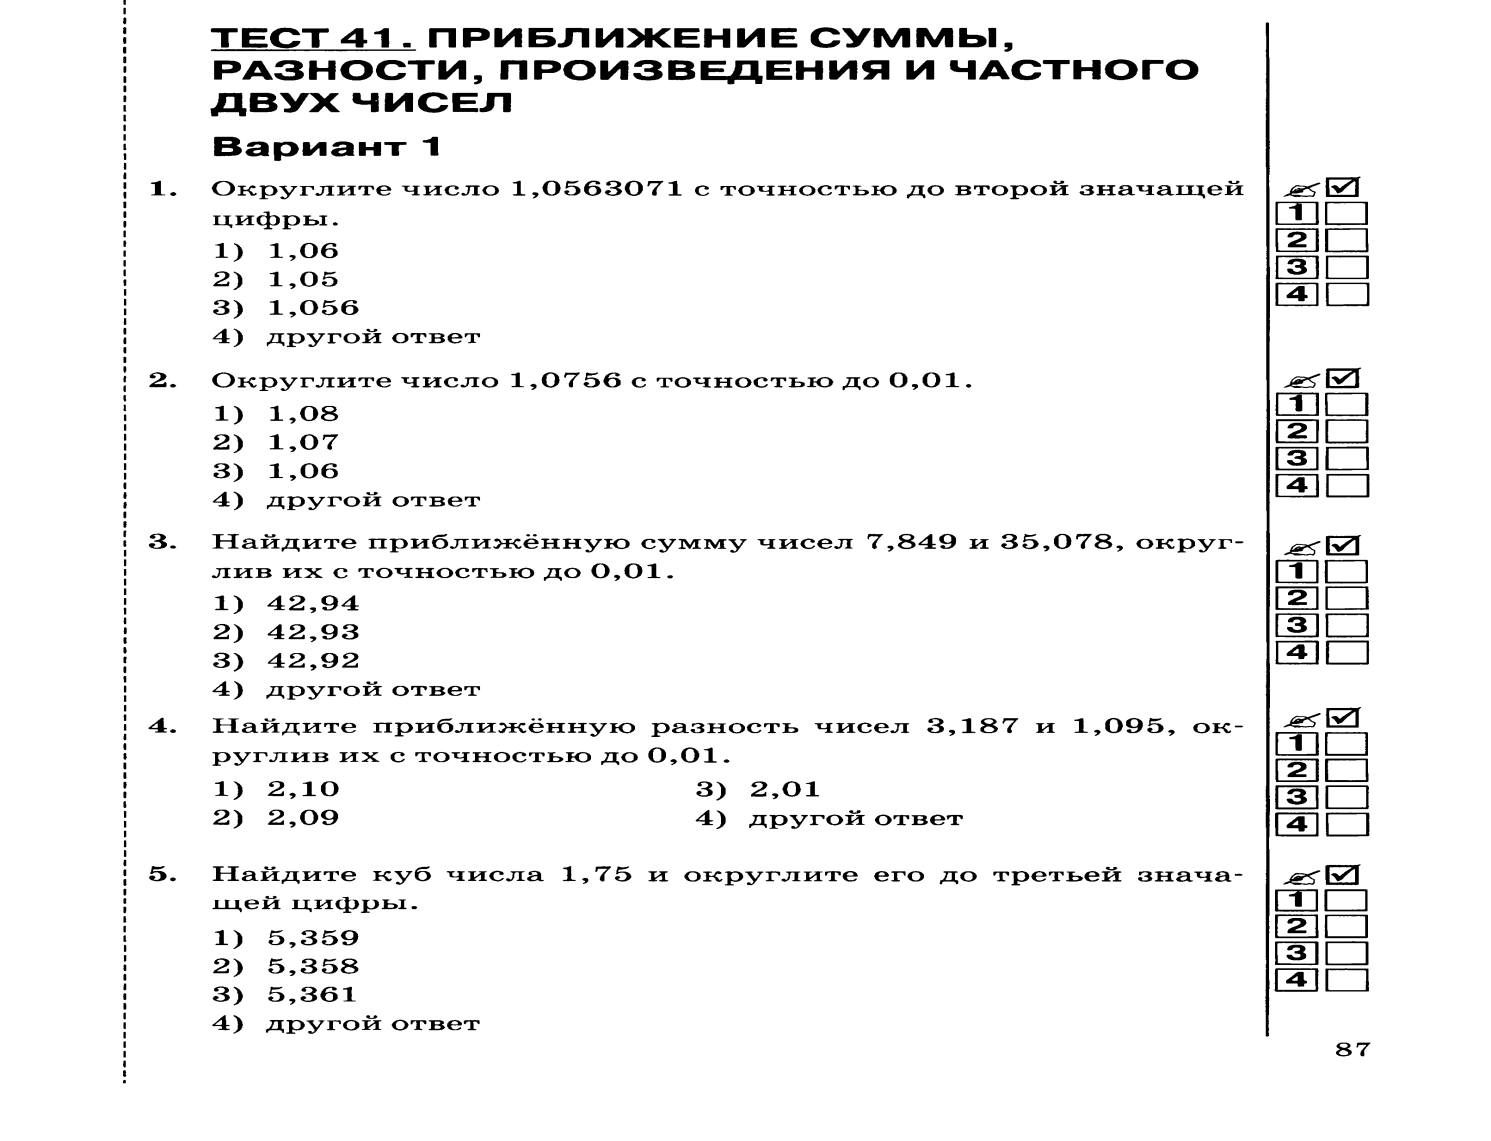 ТЕСТ 41. ПРИБЛИЖЕНИЕ СУММЫ,
РАЗНОСТИ, ПРОИЗВЕДЕНИЯ И ЧАСТНОГО
ДВУХ ЧИСЕЛ
Вариант 1
1. Округлите число 1,0563071 с точностью до второй значащей
цифры.
1) 1,06
2) 1,05
3) 1,056
4) другой ответ
1
2
3
4
2. Округлите число 1,0756 с точностью до 0,01.
1) 1,08
2) 1,07
3) 1,06
4) другой ответ
1
2
3
4
3. Найдите приближённую сумму чисел 7,849 и 35,078, округ-
лив их с точностью до 0,01.
1) 42,94
2) 42,93
3) 42,92
4) другой ответ
1
2
3
4
4. Найдите приближённую разность чисел 3,187 и 1,095, ок-
руглив их с точностью до 0,01.
1) 2,10
2) 2,09
3) 2,01
4) другой ответ
1
2
3
4
5. Найдите куб числа 1,75 и округлите его до третьей знача-
щей цифры.
1) 5,359
2) 5,358
3) 5,361
4) другой ответ
1
2
3
4
87